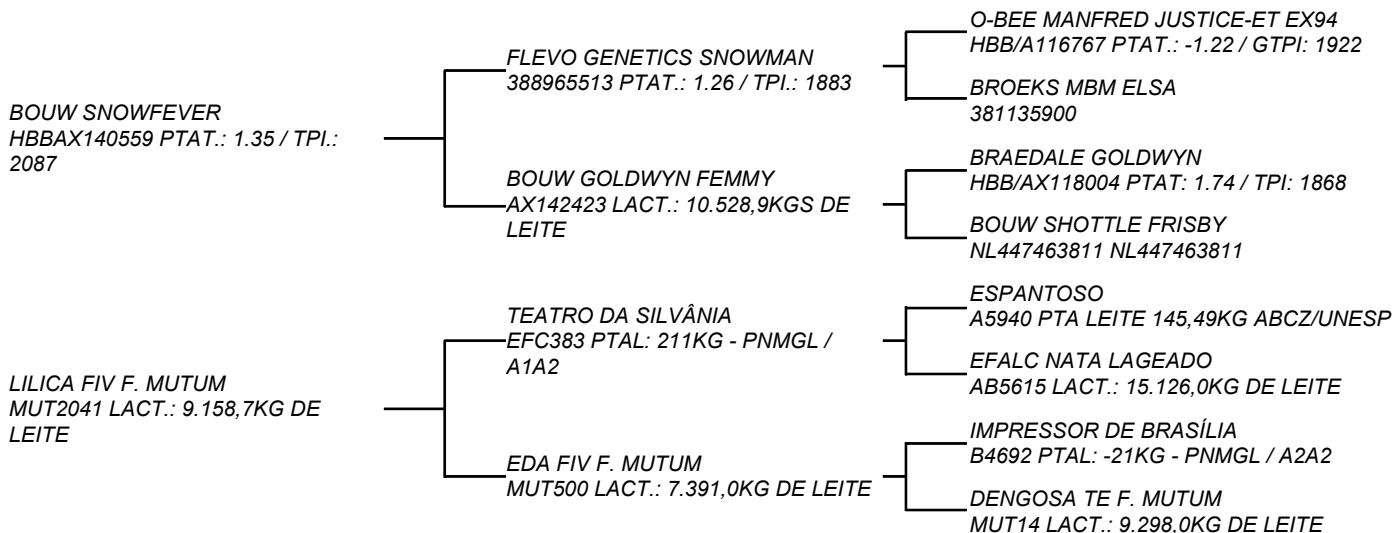 BOUW SNOWFEVER
HBBAX140559 PTAT.: 1.35 / TPI.:
2087
LILICA FIV F. MUTUM
MUT2041 LACT.: 9.158,7KG DE
LEITE
FLEVO GENETICS SNOWMAN
388965513 PTAT.: 1.26 / TPI.: 1883
BOUW GOLDWYN FEMMY
AX142423 LACT.: 10.528,9KGS DE
LEITE
TEATRO DA SILVÂNIA
EFC383 PTAL: 211KG - PNMGL /
A1A2
EDA FIV F. MUTUM
MUT500 LACT.: 7.391,0KG DE LEITE
O-BEE MANFRED JUSTICE-ET EX94
HBB/A116767 PTAT.: -1.22 / GTPI: 1922
BROEKS MBM ELSA
381135900
BRAEDALE GOLDWYN
HBB/AX118004 PTAT: 1.74 / TPI: 1868
BOUW SHOTTLE FRISBY
NL447463811 NL447463811
ESPANTOSO
A5940 PTA LEITE 145,49KG ABCZ/UNESP
EFALC NATA LAGEADO
AB5615 LACT.: 15.126,0KG DE LEITE
IMPRESSOR DE BRASÍLIA
B4692 PTAL: -21KG - PNMGL / A2A2
DENGOSA TE F. MUTUM
MUT14 LACT.: 9.298,0KG DE LEITE